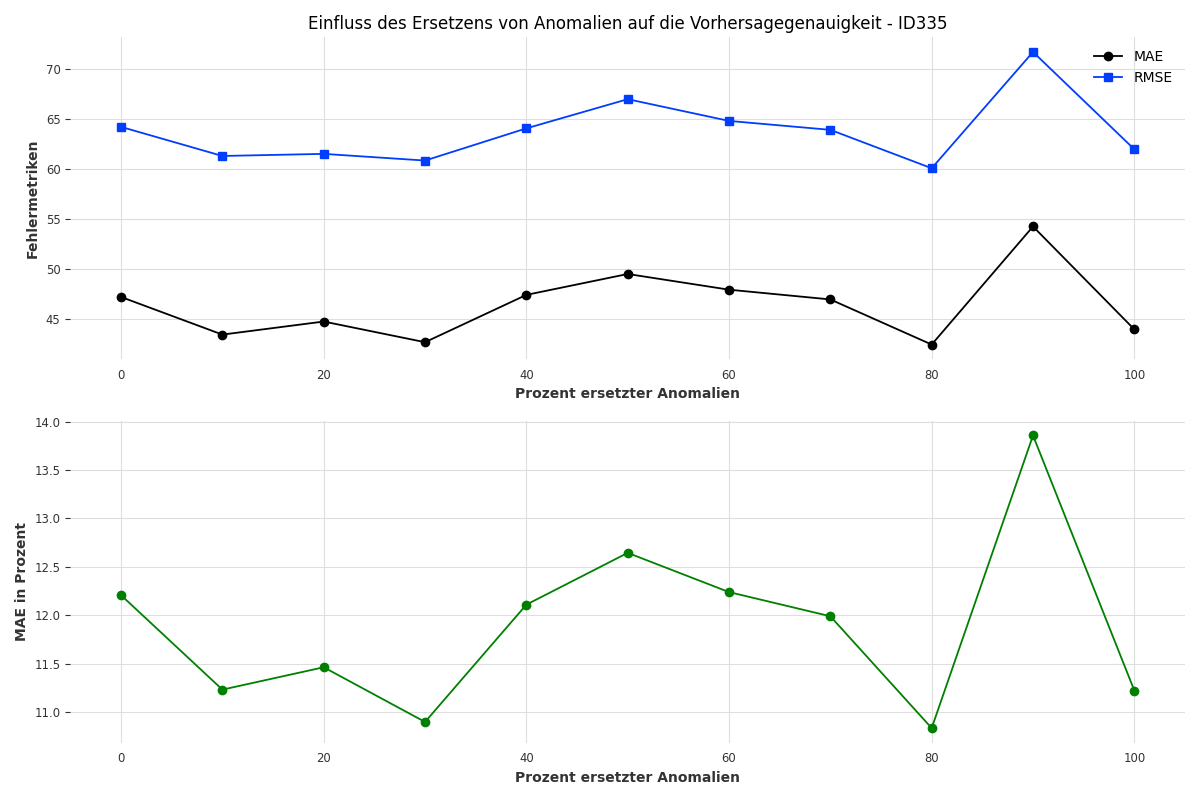 Einfluss des Ersetzens von Anomalien auf die Vorhersagegenauigkeit - ID335
MAE
RMSE
Fehlermetriken
70
65
60
55
50
45
0 20 40 60 80 100
Prozent ersetzter Anomalien
MAE in Prozent
14.0
13.5
13.0
12.5
12.0
11.5
11.0
0 20 40 60 80 100
Prozent ersetzter Anomalien